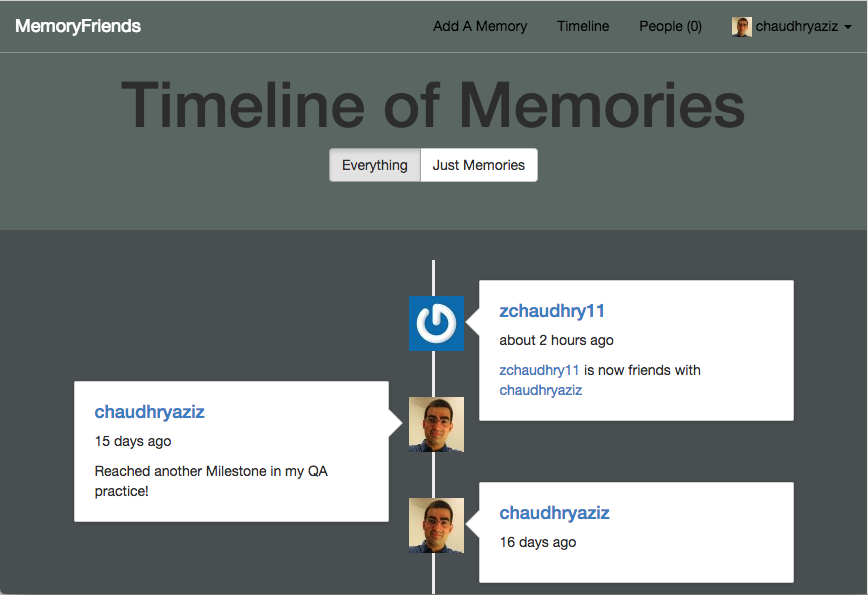 MemoryFriends
Add A Memory
Timeline
People (0)
chaudhryaziz
Timeline of Memories
Everything
Just Memories
zchaudhry11
about 2 hours ago
zchaudhry11 is now friends with
chaudhryaziz
chaudhryaziz
15 days ago
Reached another Milestone in my QA
practice!
chaudhryaziz
16 days ago